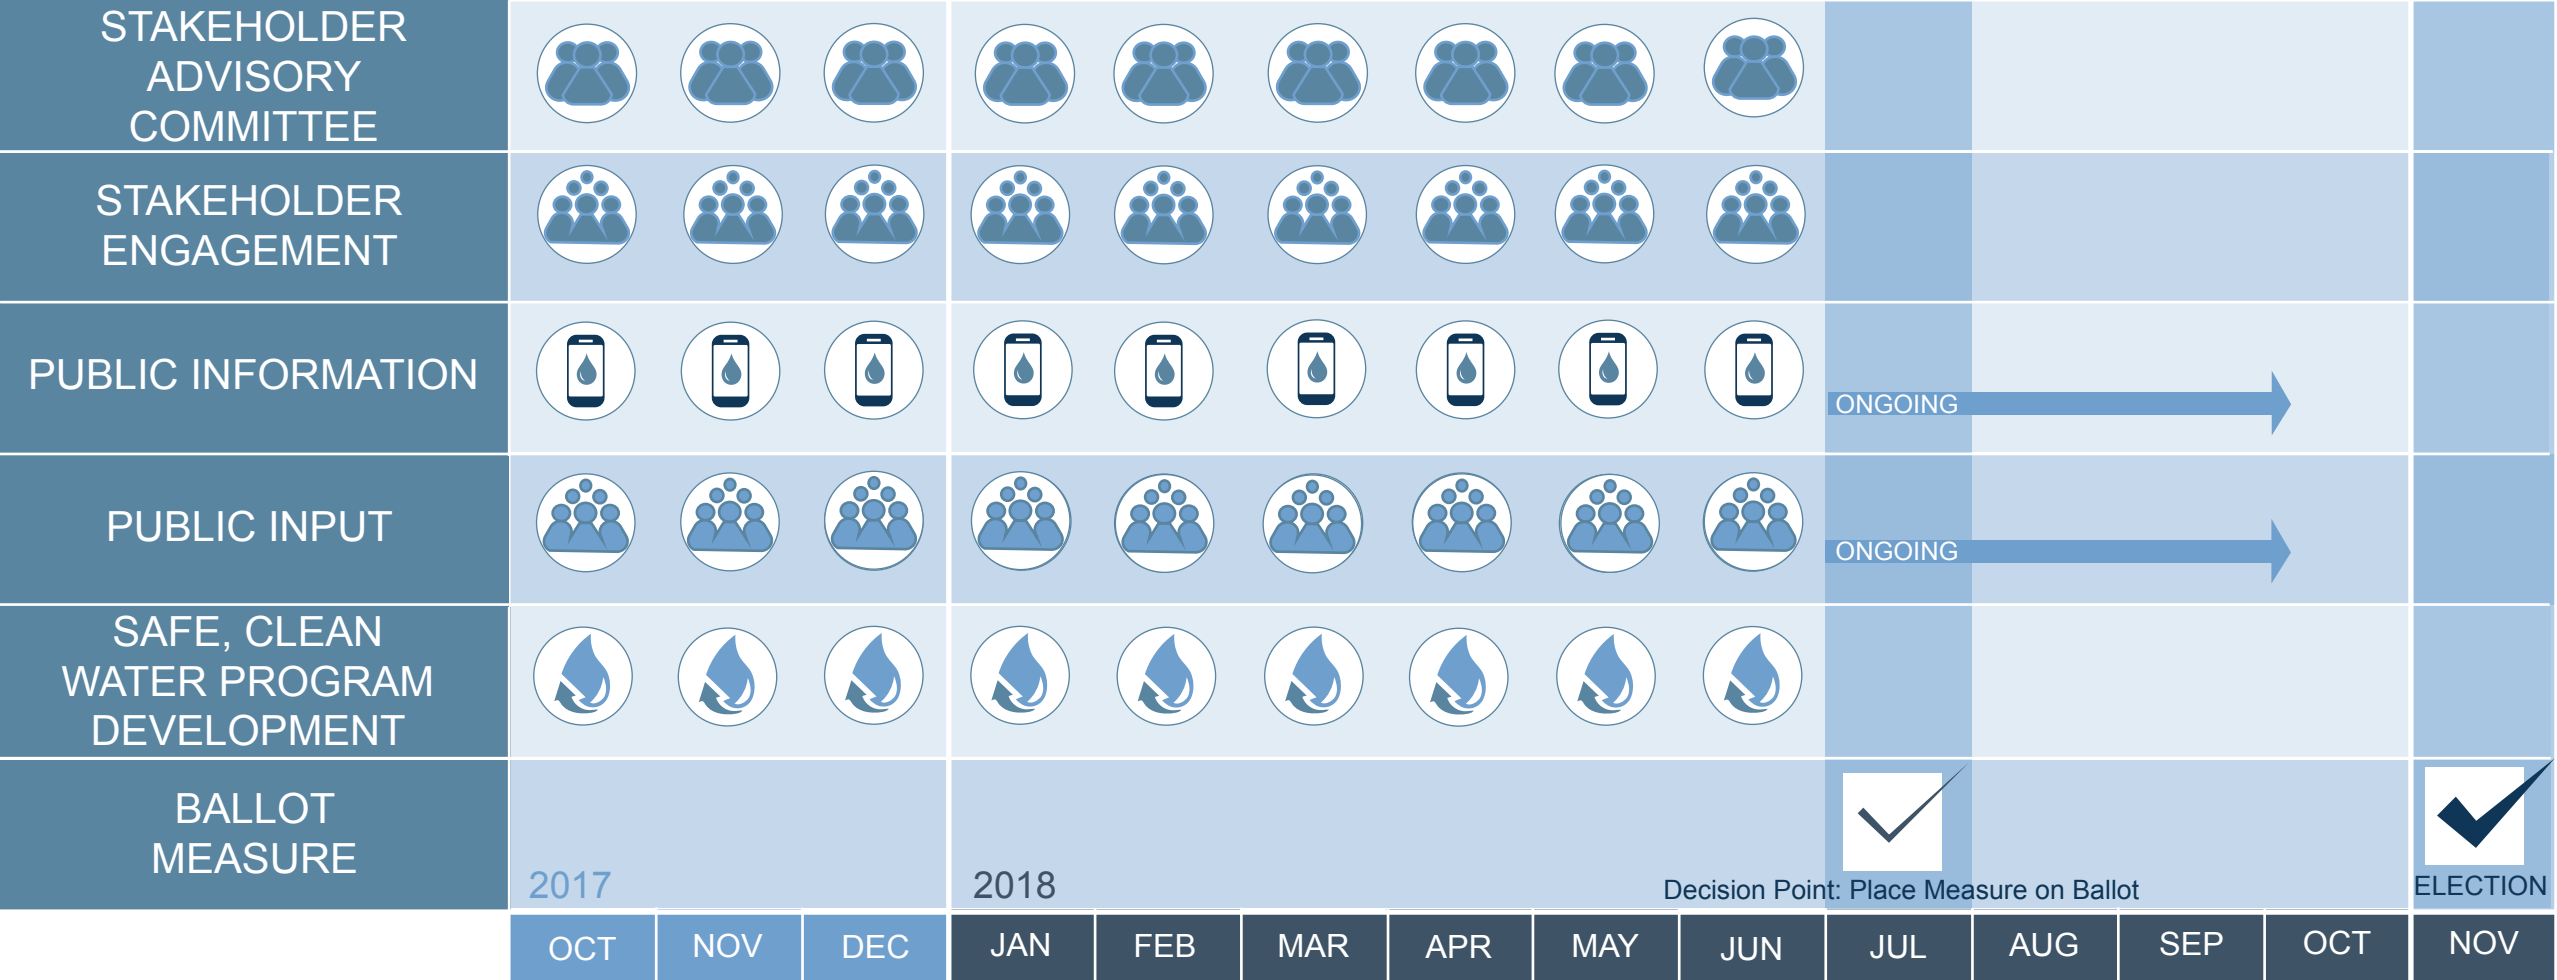 STAKEHOLDER
ADVISORY
COMMITTEE
STAKEHOLDER
ENGAGEMENT
PUBLIC INFORMATION
ONGOING
PUBLIC INPUT
ONGOING
SAFE, CLEAN
WATER PROGRAM
DEVELOPMENT
BALLOT
MEASURE
2017
2018
Decision Point: Place Measure on Ballot
ELECTION
OCT NOV DEC JAN FEB MAR APR MAY JUN JUL AUG SEP OCT NOV